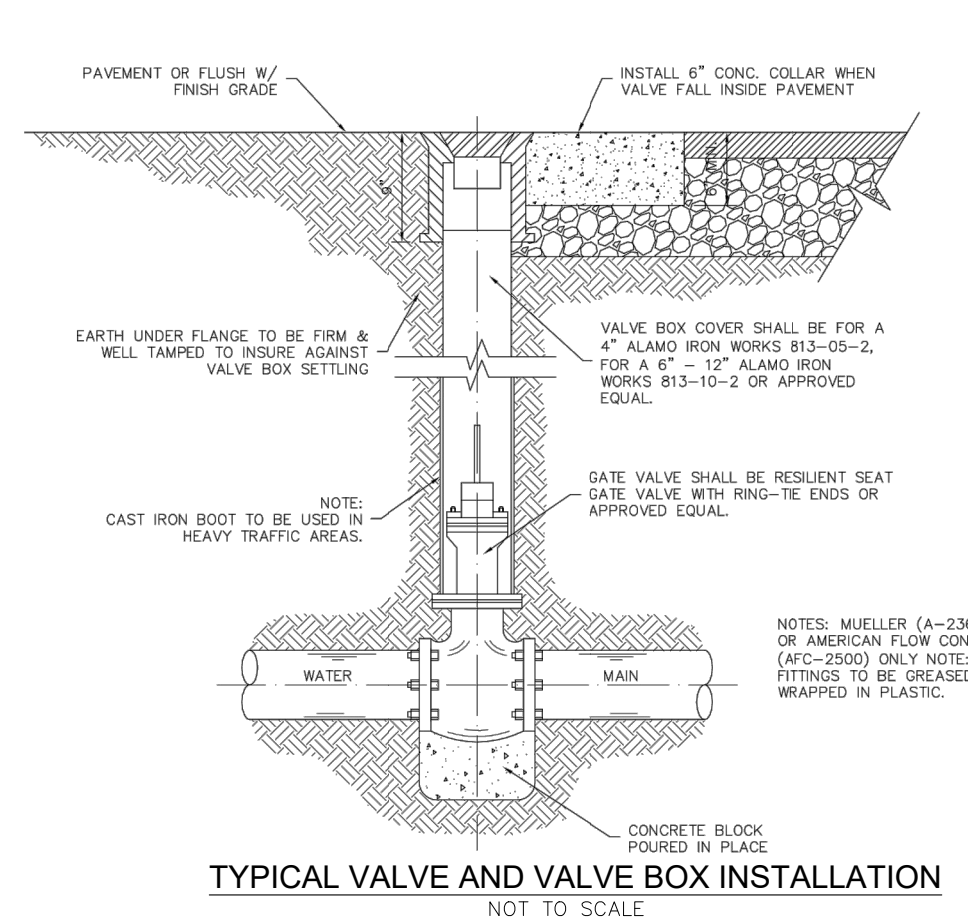 PAVEMENT OR FLUSH W/
FINISH GRADE
INSTALL 6" CONC. COLLAR WHEN
VALVE FALL INSIDE PAVEMENT
6" MIN.
EARTH UNDER FLANGE TO BE FIRM &
WELL TAMPED TO INSURE AGAINST
VALVE BOX SETTLING
VALVE BOX COVER SHALL BE FOR A
4" ALAMO IRON WORKS 813-05-2,
FOR A 6" - 12" ALAMO IRON
WORKS 813-10-2 OR APPROVED
EQUAL.
GATE VALVE SHALL BE RESILIENT SEAT
GATE VALVE WITH RING-TIE ENDS OR
APPROVED EQUAL.
NOTE:
CAST IRON BOOT TO BE USED IN
HEAVY TRAFFIC AREAS.
NOTES: MUELLER (A-236
OR AMERICAN FLOW CON
(AFC-2500) ONLY NOTE:
FITTINGS TO BE GREASED
WRAPPED IN PLASTIC.
WATER
MAIN
CONCRETE BLOCK
POURED IN PLACE
TYPICAL VALVE AND VALVE BOX INSTALLATION
NOT TO SCALE